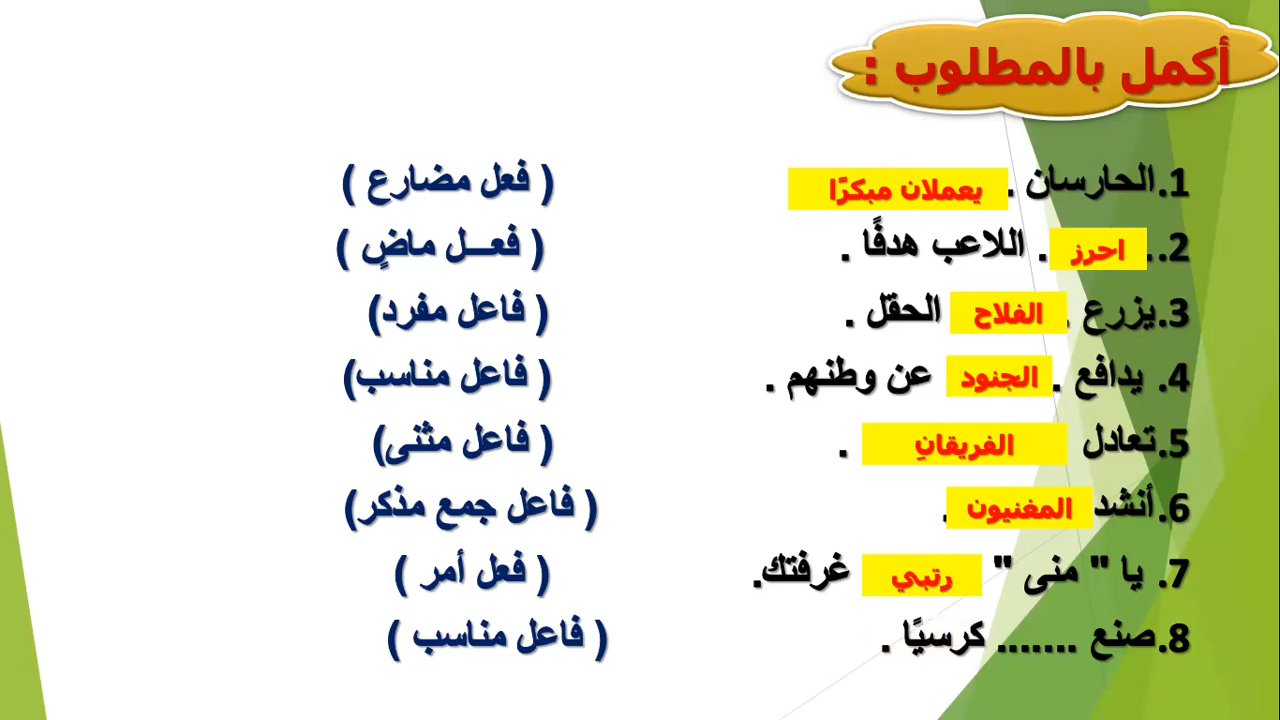 أكمل بالمطلوب :
1.الحارسان . يعملان مبكرًا ( فعل مضارع )
2.. احرز . اللاعب هدفًا . ( فعـــل ماضٍ )
3.يزرع . الفلاح الحقل . ( فاعل مفرد)
4. يدافع . الجنود عن وطنهم . ( فاعل مناسب)
5.تعادل الفريقانِ . ( فاعل مثنى)
6.أنشد المغنيون . ( فاعل جمع مذكر)
7. يا " منى " رتبي غرفتك. ( فعل أمر )
8.صنع ....... كرسيًا . ( فاعل مناسب )